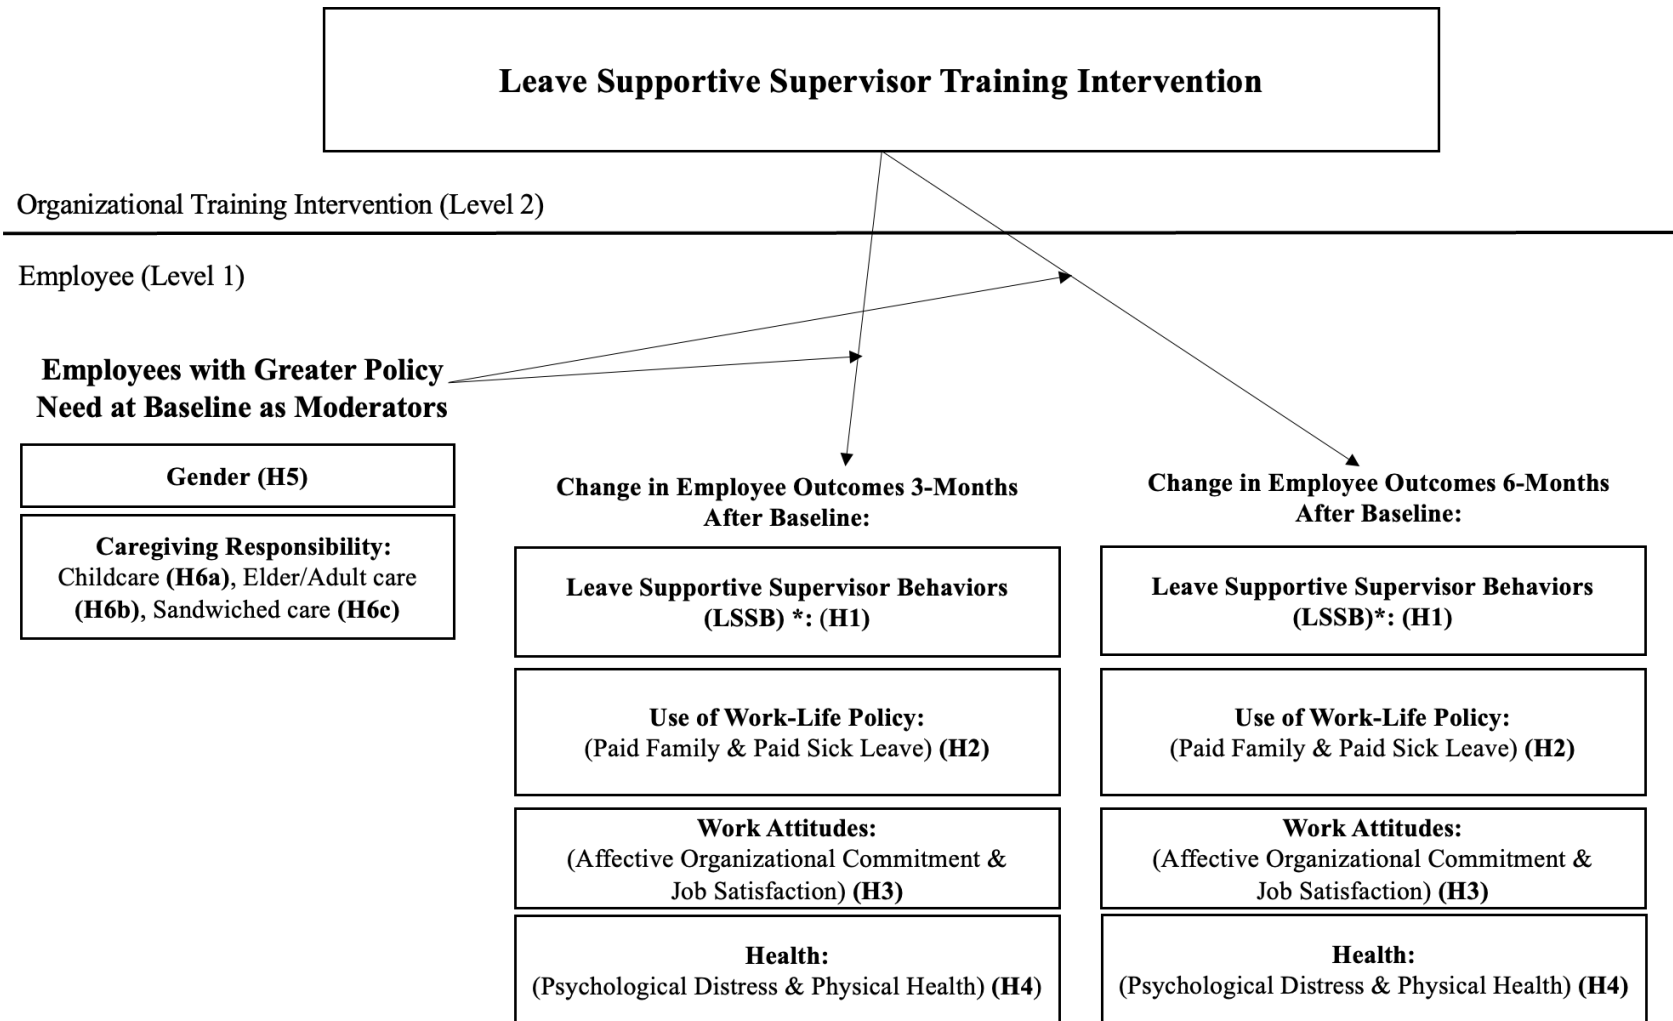 Leave Supportive Supervisor Training Intervention
Organizational Training Intervention (Level 2)
Employee (Level 1)
Employees with Greater Policy
Need at Baseline as Moderators
Gender (H5)
Caregiving Responsibility:
Childcare (H6a), Elder/Adult care
(H6b), Sandwiched care (H6c)
Change in Employee Outcomes 3-Months
After Baseline:
Leave Supportive Supervisor Behaviors
(LSSB) *: (H1)
Use of Work-Life Policy:
(Paid Family & Paid Sick Leave) (H2)
Work Attitudes:
(Affective Organizational Commitment &
Job Satisfaction) (H3)
Health:
(Psychological Distress & Physical Health) (H4)
Change in Employee Outcomes 6-Months
After Baseline:
Leave Supportive Supervisor Behaviors
(LSSB)*: (H1)
Use of Work-Life Policy:
(Paid Family & Paid Sick Leave) (H2)
Work Attitudes:
(Affective Organizational Commitment &
Job Satisfaction) (H3)
Health:
(Psychological Distress & Physical Health) (H4)